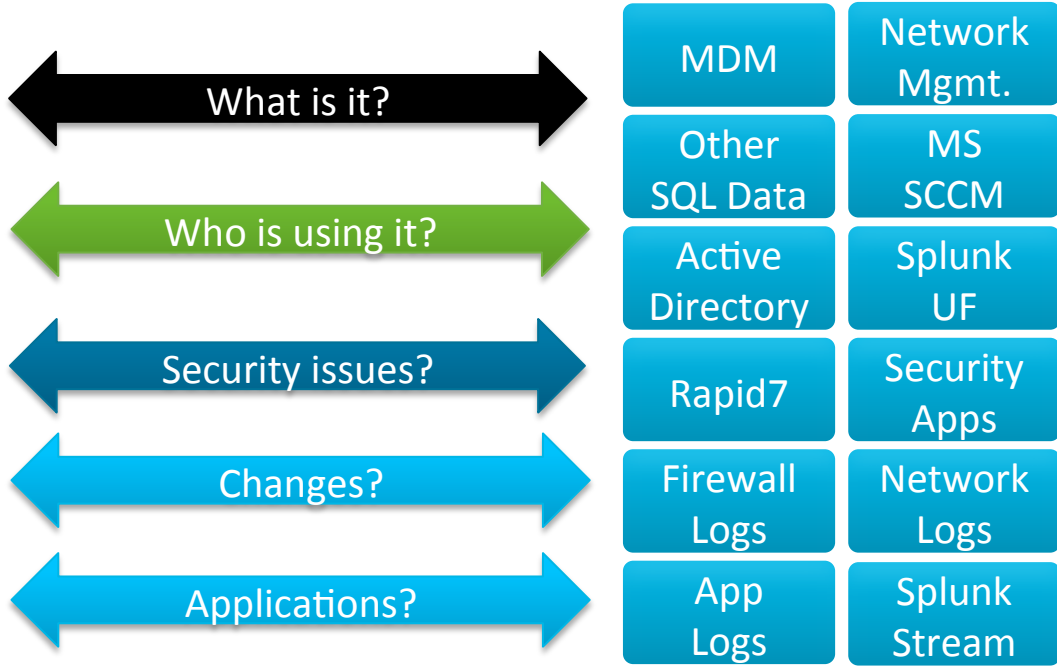 What is it?
Who is using it?
Security issues?
Changes?
Applications?
MDM
Network
Mgmt.
Other
SQL Data
MS
SCCM
Active
Directory
Splunk
UF
Rapid7
Security
Apps
Firewall
Logs
Network
Logs
App
Logs
Splunk
Stream